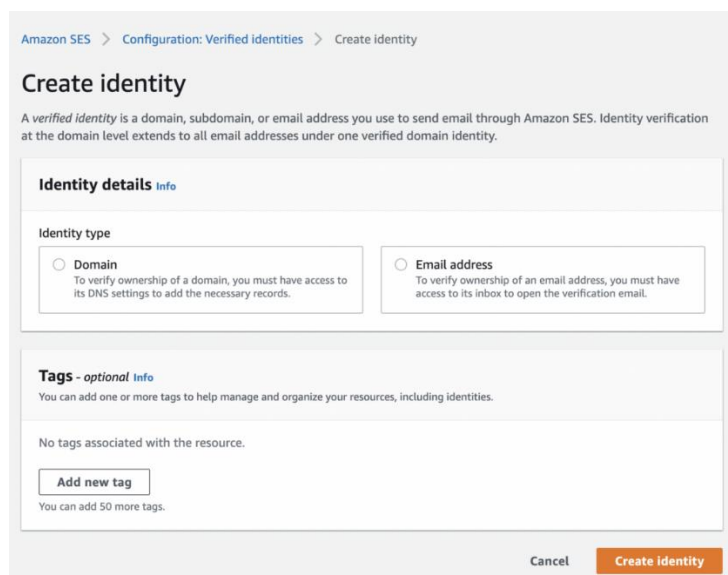 Amazon SES > Configuration: Verified identities > Create identity
Create identity
A verified identity is a domain, subdomain, or email address you use to send email through Amazon SES. Identity verification
at the domain level extends to all email addresses under one verified domain identity.
Identity details Info
Identity type
Domain
To verify ownership of a domain, you must have access to
its DNS settings to add the necessary records.
Email address
To verify ownership of an email address, you must have
access to its inbox to open the verification email.
Tags - optional Info
You can add one or more tags to help manage and organize your resources, including identities.
No tags associated with the resource.
Add new tag
You can add 50 more tags.
Cancel
Create identity